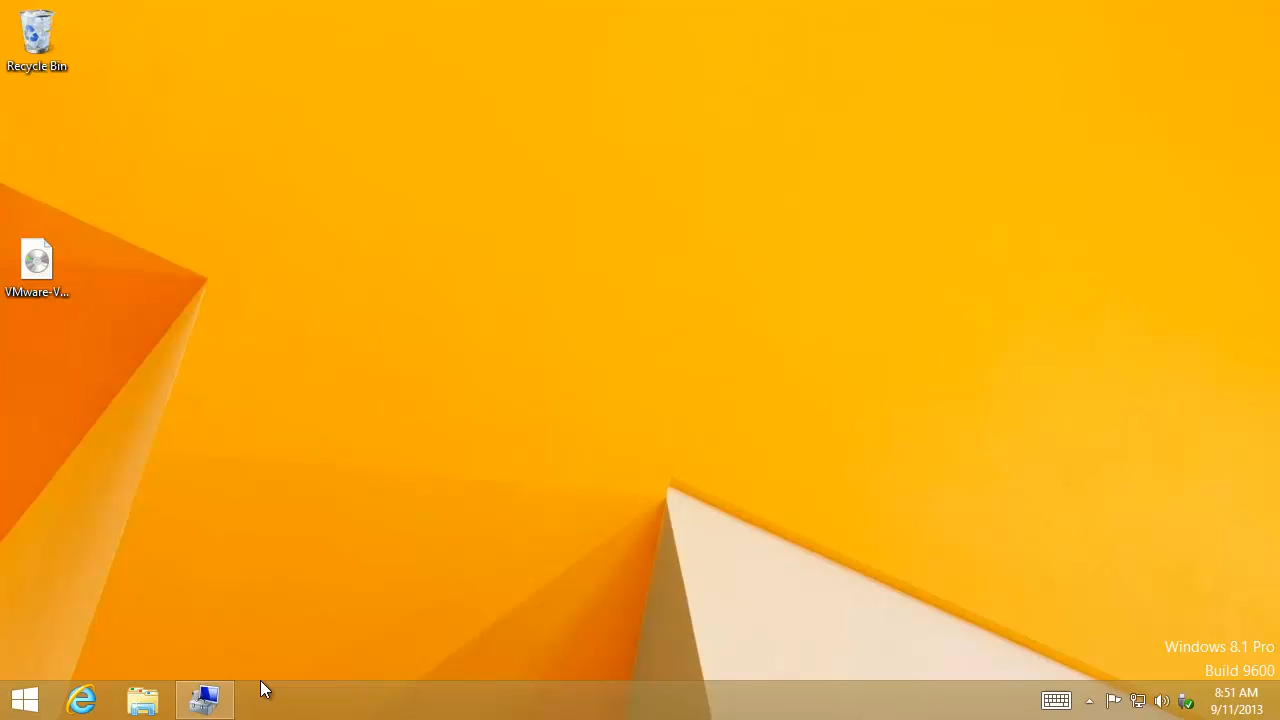 Recycle Bin
VMware-V...
Windows 8.1 Pro
Build 9600
8:51 AM
9/11/2013